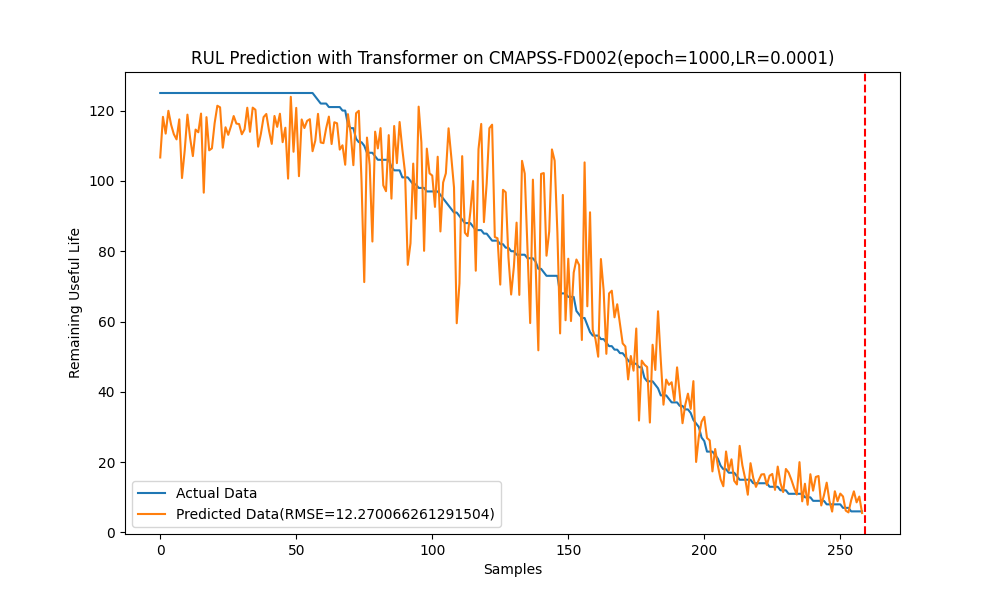 RUL Prediction with Transformer on CMAPSS-FD002(epoch=1000,LR=0.0001)
Remaining Useful Life
120
100
80
60
40
20
0
Actual Data
Predicted Data(RMSE=12.270066261291504)
0 50 100 150 200 250
Samples